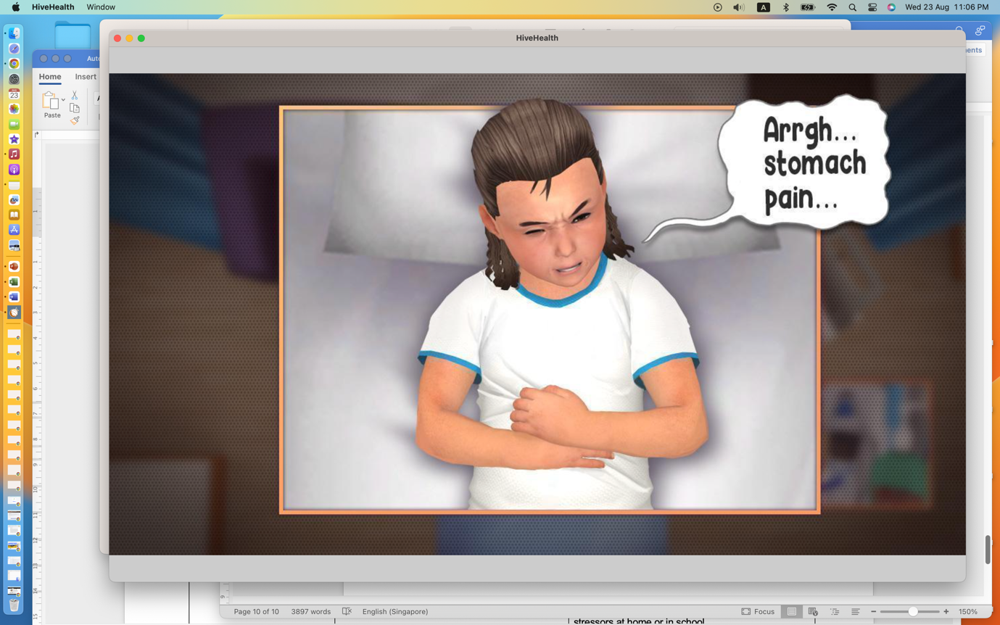 HiveHealth Window
A
Wed 23 Aug 11:06 PM
HiveHealth
Home Insert
Paste
23
Arrgh...
stomach
pain...
Page 10 of 10 3897 words English (Singapore) Focus 150%
stressors at home or in school